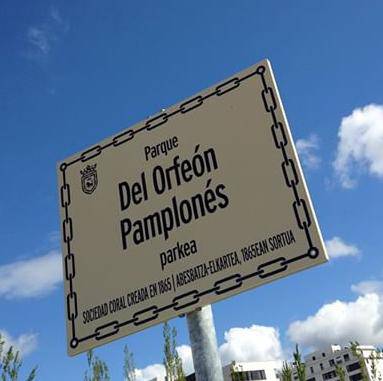 Parque
Del Orfeón
Pamplonés
parkea
SOCIEDAD CORAL CREADA EN 1865 | ABESBATZA-ELKARTEA, 1865EAN SORTUA